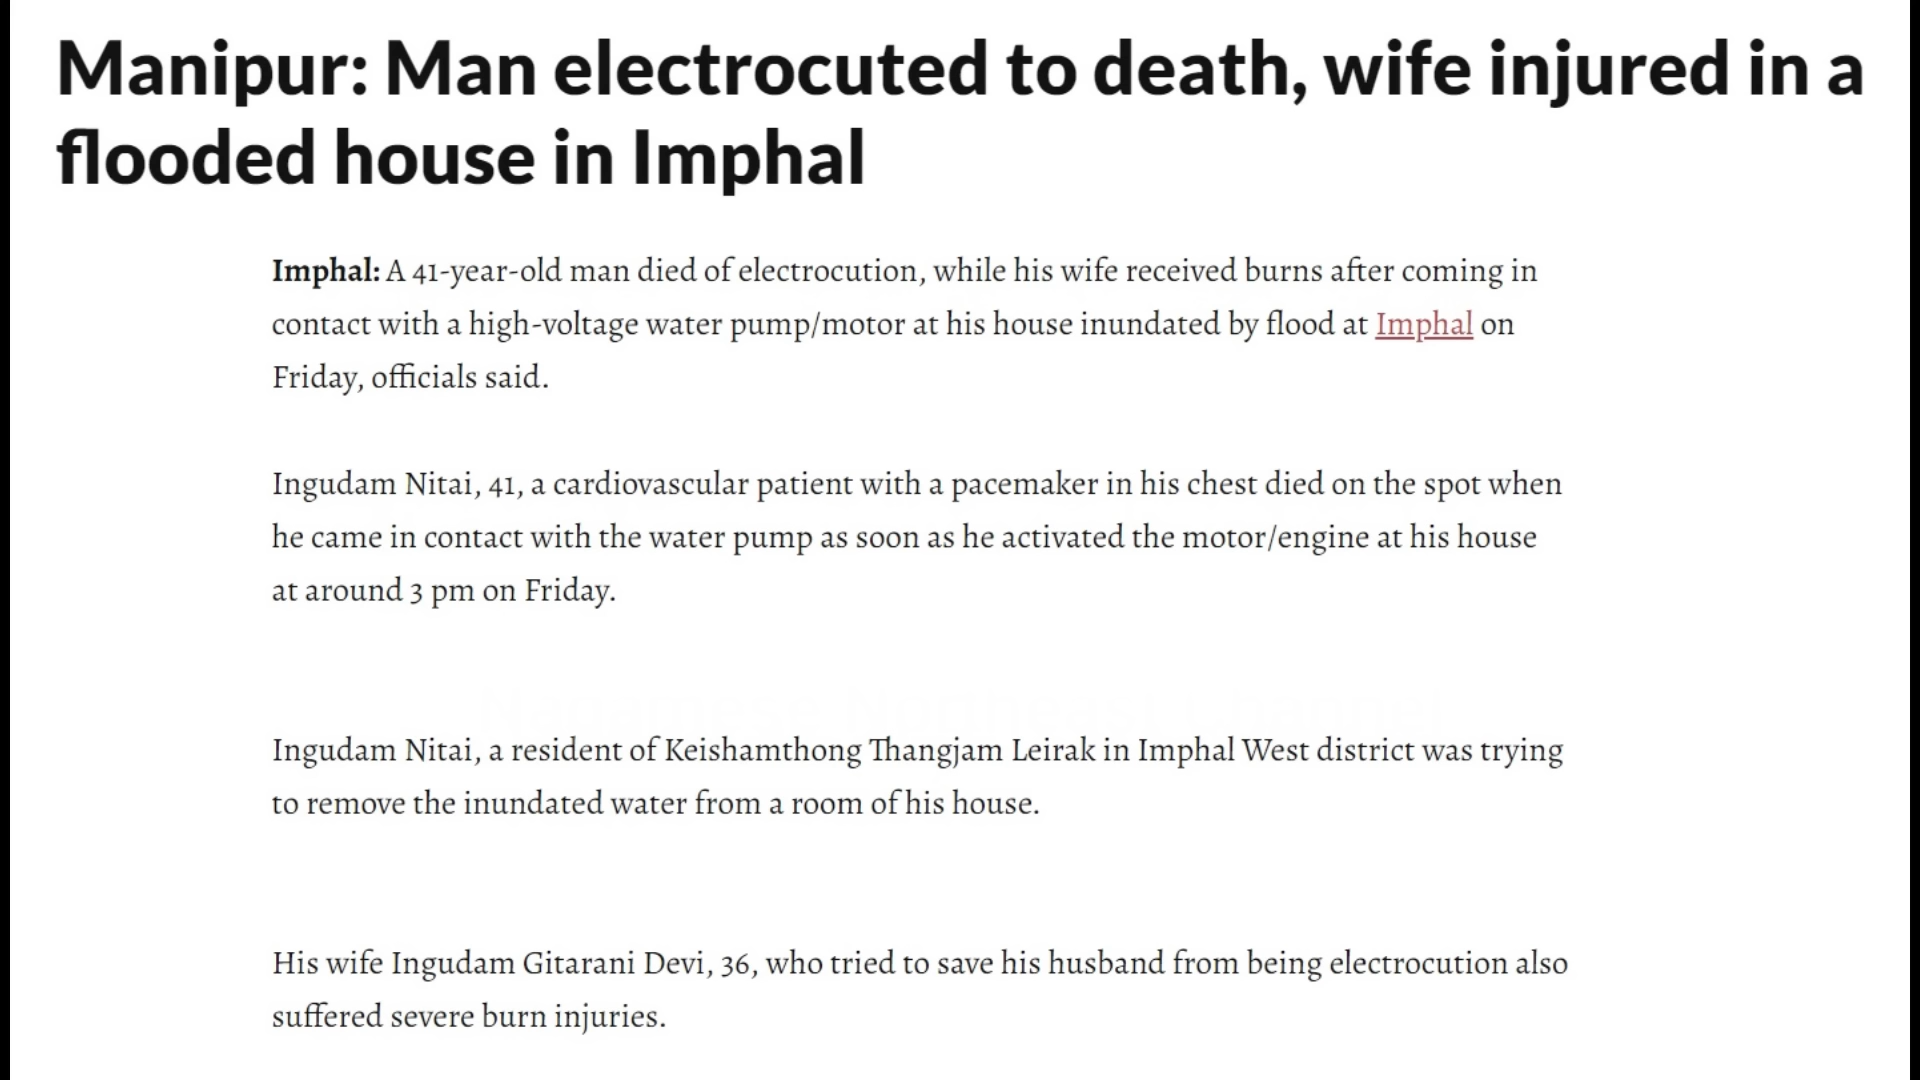 Manipur: Man electrocuted to death, wife injured in a
flooded house in Imphal
Imphal: A 41-year-old man died of electrocution, while his wife received burns after coming in
contact with a high-voltage water pump/motor at his house inundated by flood at Imphal on
Friday, officials said.
Ingudam Nitai, 41, a cardiovascular patient with a pacemaker in his chest died on the spot when
he came in contact with the water pump as soon as he activated the motor/engine at his house
at around 3 pm on Friday.
Ingudam Nitai, a resident of Keishamthong Thangjam Leirak in Imphal West district was trying
to remove the inundated water from a room of his house.
His wife Ingudam Gitarani Devi, 36, who tried to save his husband from being electrocution also
suffered severe burn injuries.